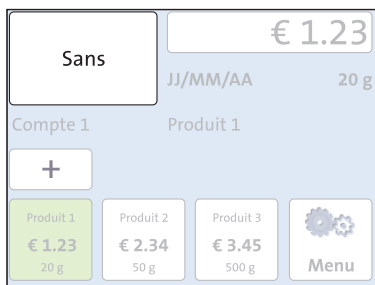 Sans
€ 1.23
JJ/MM/AA 20 g
Compte 1 Produit 1
+
Produit 1 Produit 2 Produit 3
€ 1.23 € 2.34 € 3.45
20 g 50 g 500 g Menu